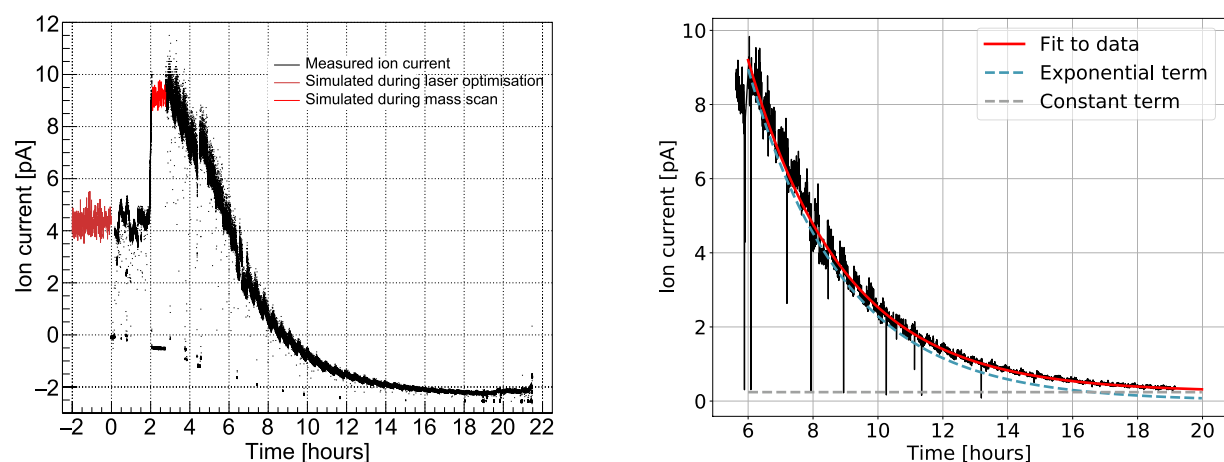 12
10
8
6
4
2
0
−2
Ion current [pA]
Measured ion current
Simulated during laser optimisation
Simulated during mass scan
−2 0 2 4 6 8 10 12 14 16 18 20 22
Time [hours]
10
8
6
4
2
0
Ion current [pA]
Fit to data
Exponential term
Constant term
6 8 10 12 14 16 18 20
Time [hours]